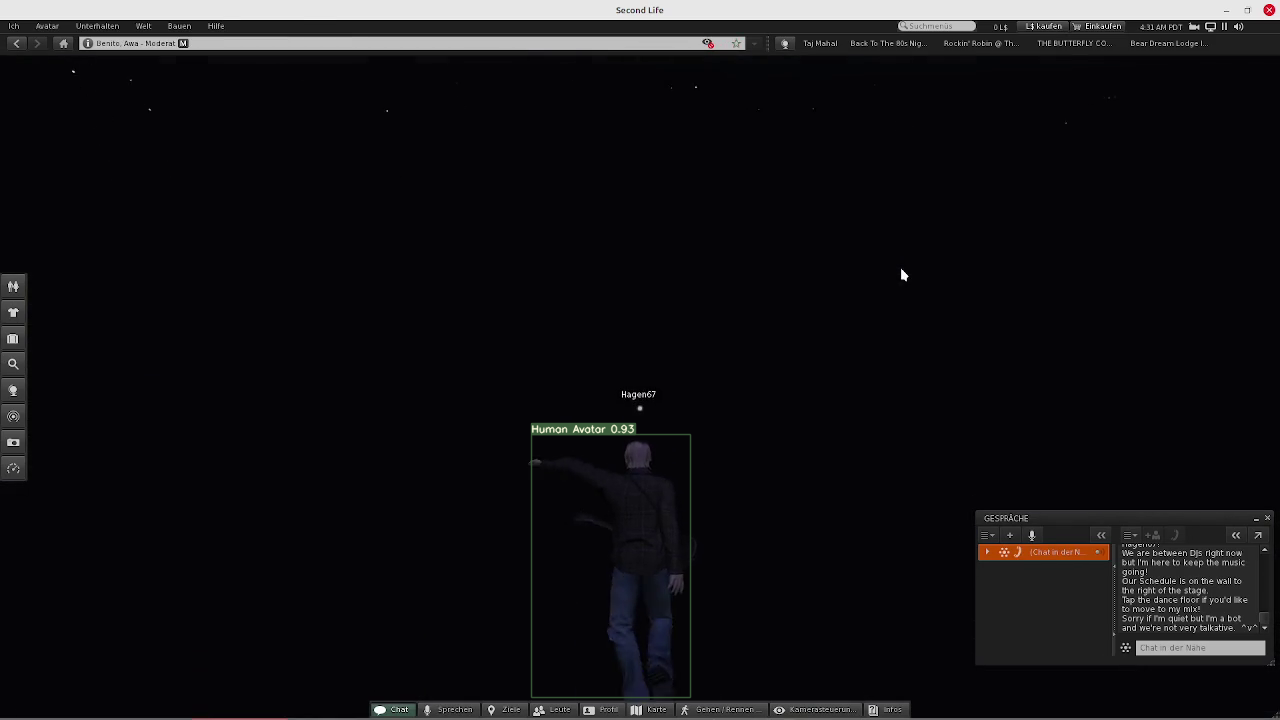 Second Life
Ich Avatar Unterhalten Welt Bauen Hilfe
Suchmenüs 0 L$ L$ kaufen Einkaufen 4:31 AM PDT
Benito, Awa - Moderat M
Taj Mahal Back To The 80s Nig... Rockin' Robin @ Th... THE BUTTERFLY CO... Bear Dream Lodge I...
Hagen67
Human Avatar 0.93
GESPRÄCHE
(Chat in der N...
Hagen67!
We are between DJs right now
but I'm here to keep the music
going!
Our Schedule is on the wall to
the right of the stage.
Tap the dance floor if you'd like
to move to my mix!
Sorry if I'm quiet but I'm a bot
and we're not very talkative. ^v^
Chat in der Nähe
Chat Sprechen Ziele Leute Profil Karte Gehen / Rennen ... Kamerasteuerun... Infos